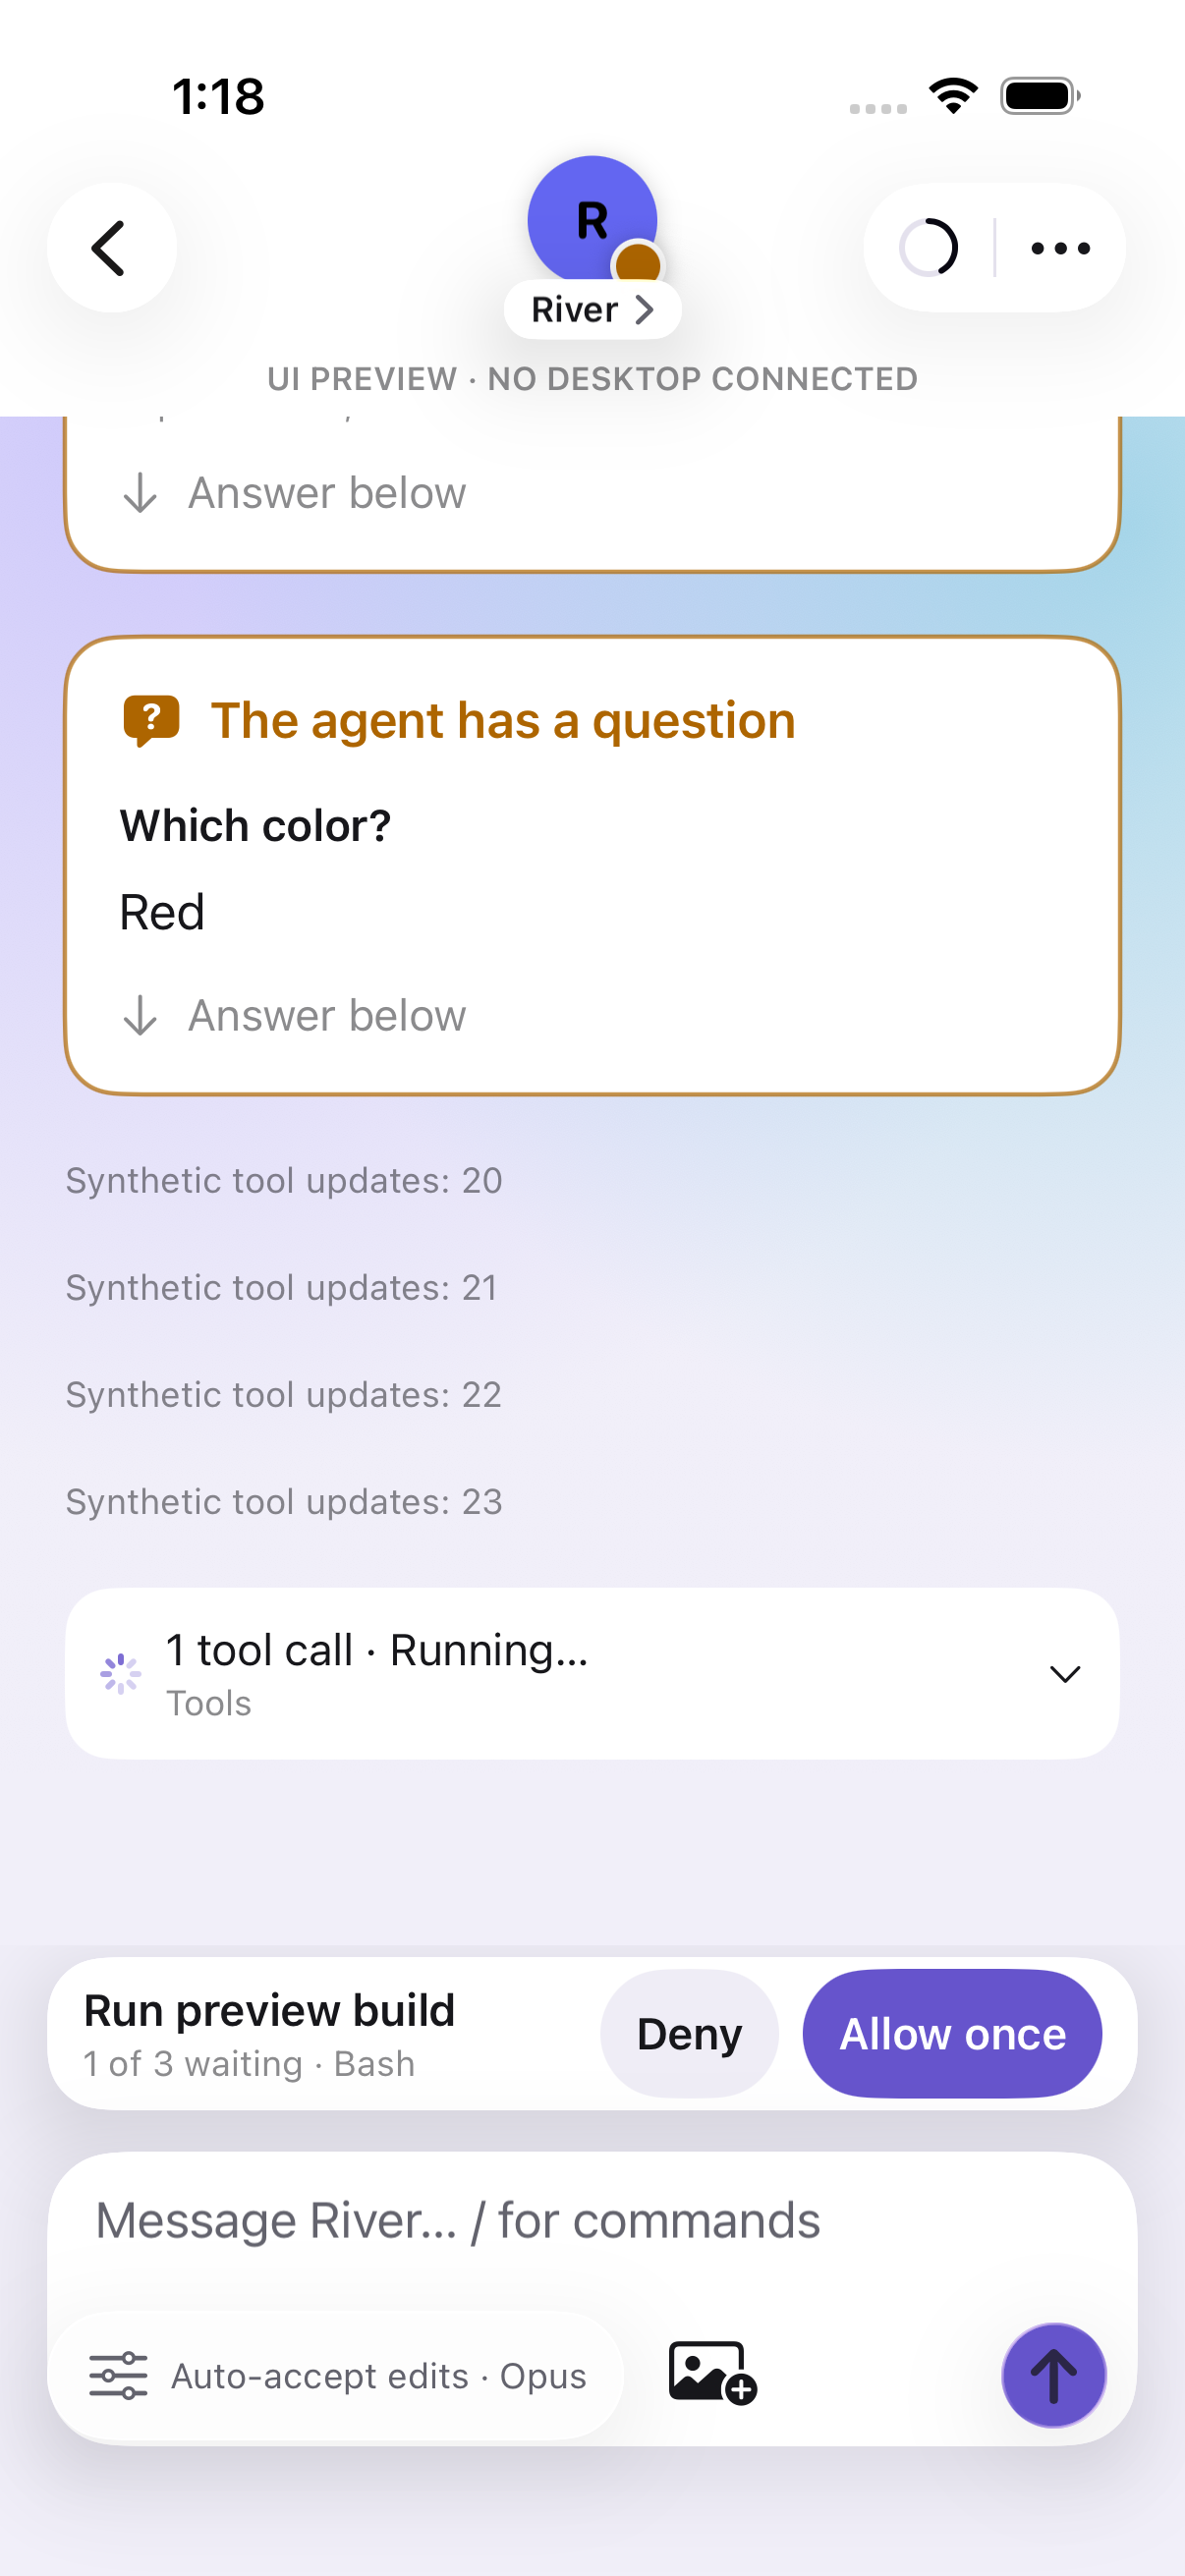 1:18
R
River
UI PREVIEW · NO DESKTOP CONNECTED
Answer below
The agent has a question
Which color?
Red
Answer below
Synthetic tool updates: 20
Synthetic tool updates: 21
Synthetic tool updates: 22
Synthetic tool updates: 23
1 tool call · Running...
Tools
Run preview build
1 of 3 waiting · Bash
Deny
Allow once
Message River... / for commands
Auto-accept edits · Opus